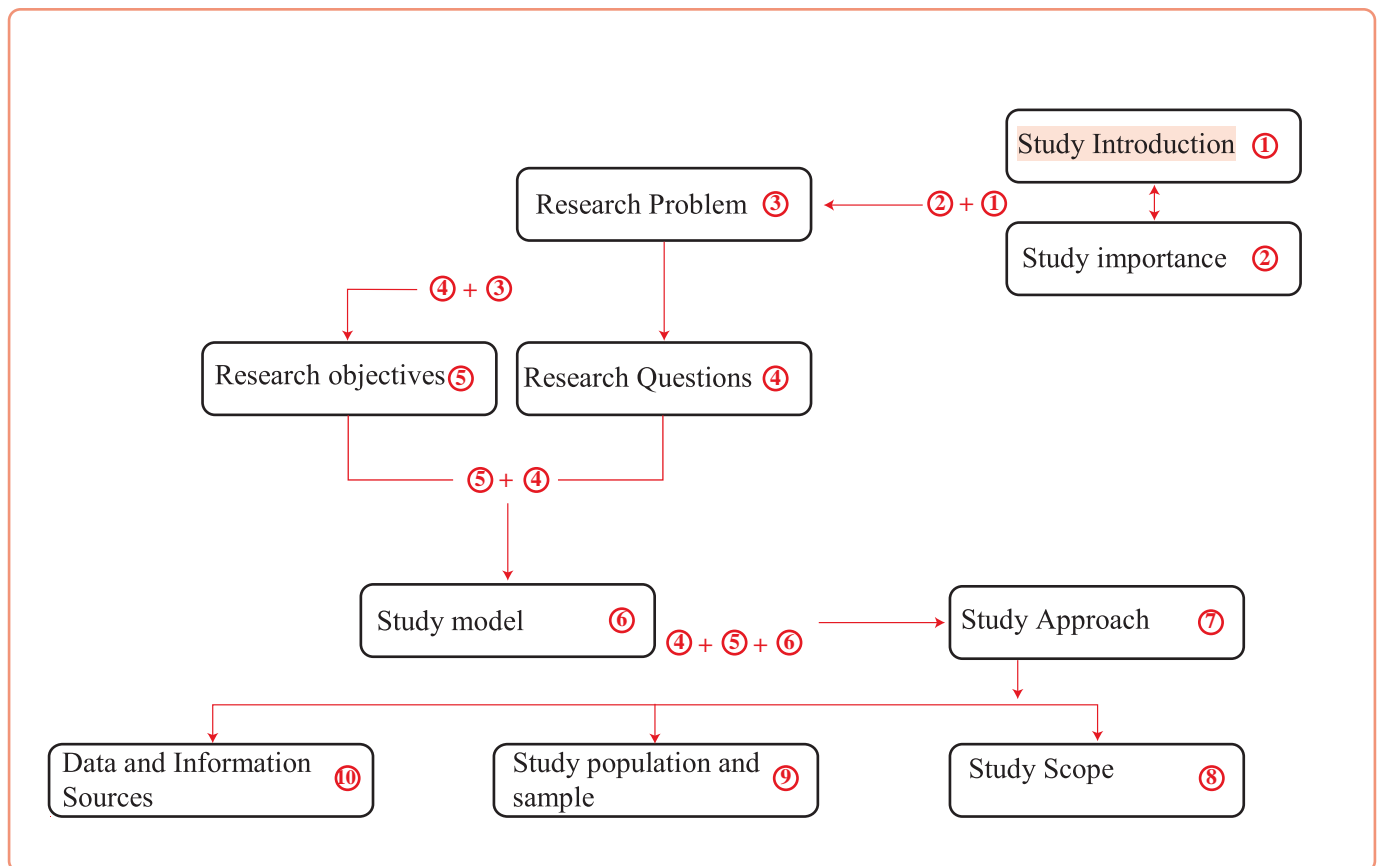 Study Introduction ①
Research Problem ③
② + ①
Study importance ②
④ + ③
Research objectives ⑤
Research Questions ④
⑤ + ④
Study model ⑥
④ + ⑤ + ⑥
Study Approach ⑦
Data and Information
Sources ⑩
Study population and
sample ⑨
Study Scope ⑧